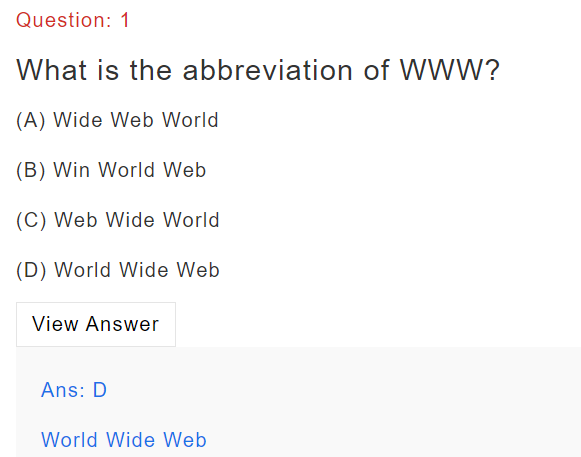 Question: 1
What is the abbreviation of WWW?
(A) Wide Web World
(B) Win World Web
(C) Web Wide World
(D) World Wide Web
View Answer
Ans: D
World Wide Web